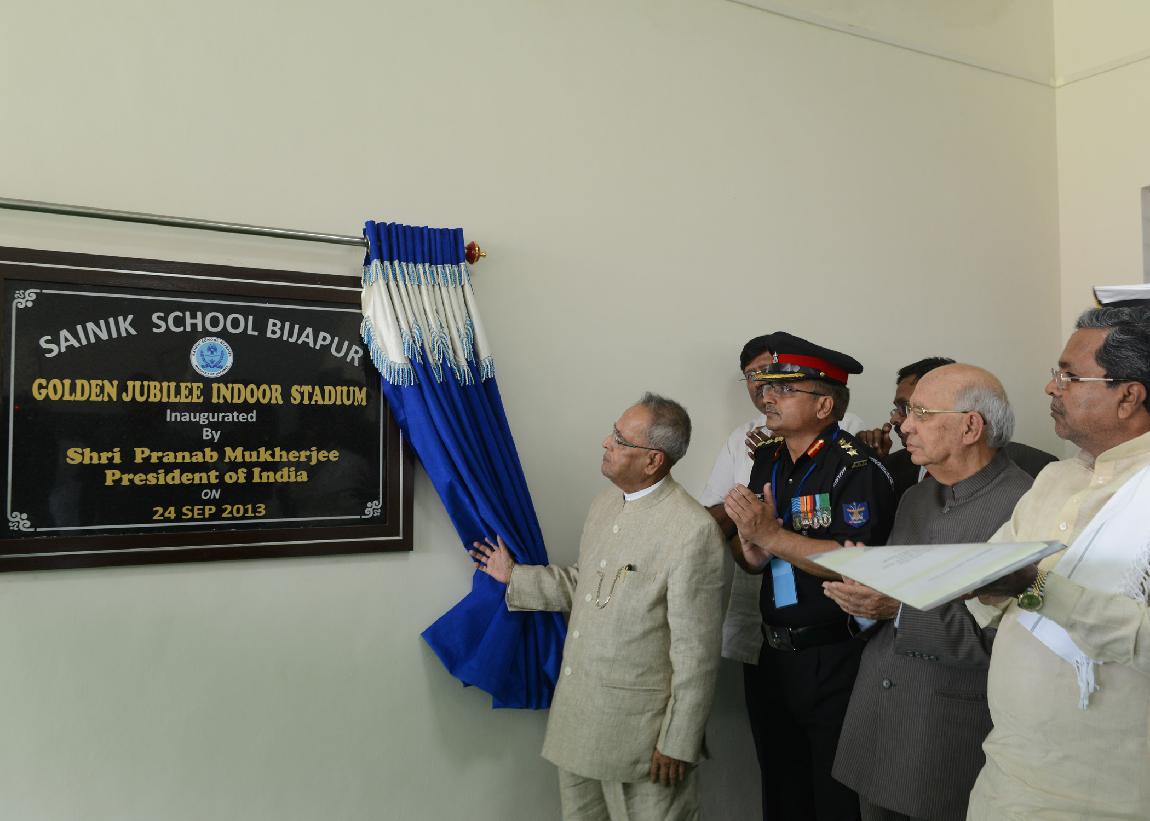 SAINIK SCHOOL BIJAPUR
GOLDEN JUBILEE INDOOR STADIUM
Inaugurated
By
Shri Pranab Mukherjee
President of India
ON
24 SEP 2013